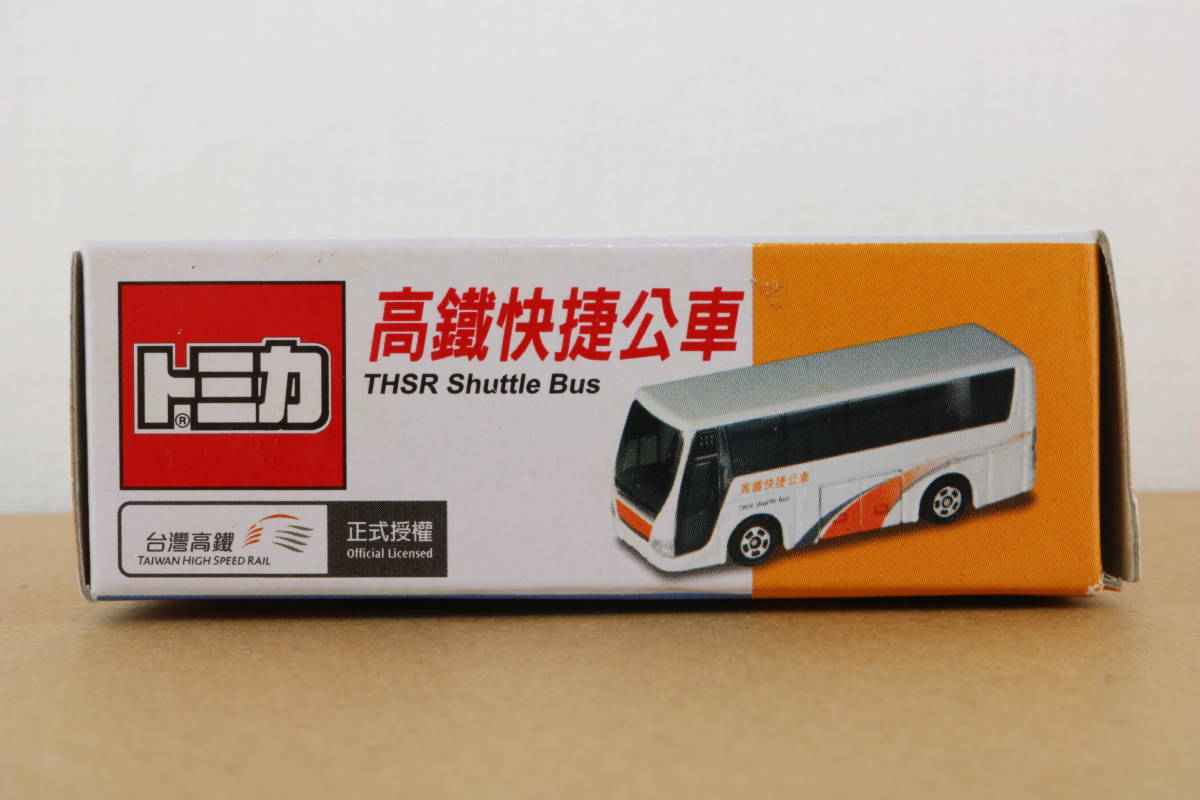 トミカ®
高鐵快捷公車
THSR Shuttle Bus
台灣高鐵
TAIWAN HIGH SPEED RAIL
正式授權
Official Licensed
高鐵快捷公車
THSR Shuttle Bus